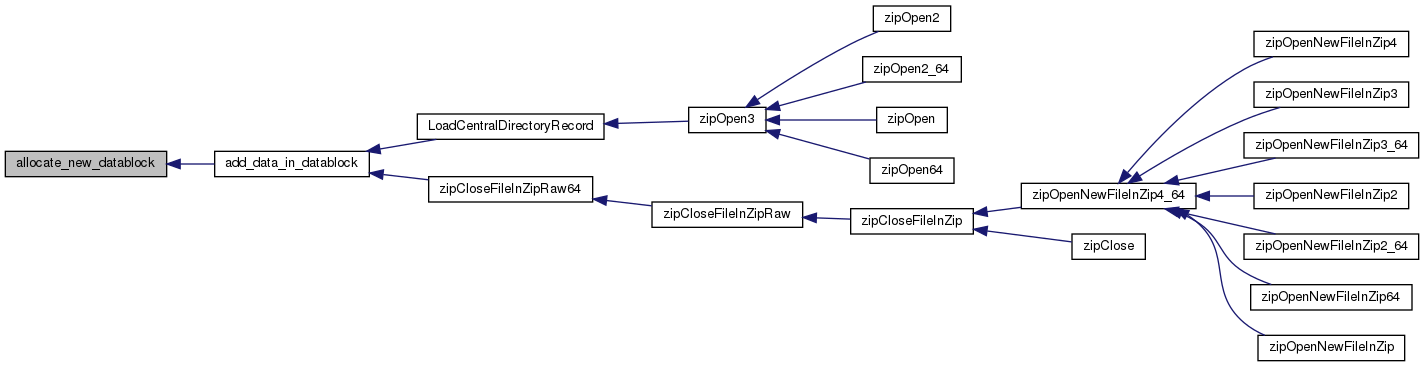 zipOpen2
zipOpenNewFileInZip4
zipOpen2_64
zipOpenNewFileInZip3
LoadCentralDirectoryRecord
zipOpen3
zipOpen
zipOpenNewFileInZip3_64
allocate_new_datablock
add_data_in_datablock
zipOpen64
zipCloseFileInZipRaw64
zipOpenNewFileInZip4_64
zipOpenNewFileInZip2
zipCloseFileInZipRaw
zipCloseFileInZip
zipClose
zipOpenNewFileInZip2_64
zipOpenNewFileInZip64
zipOpenNewFileInZip